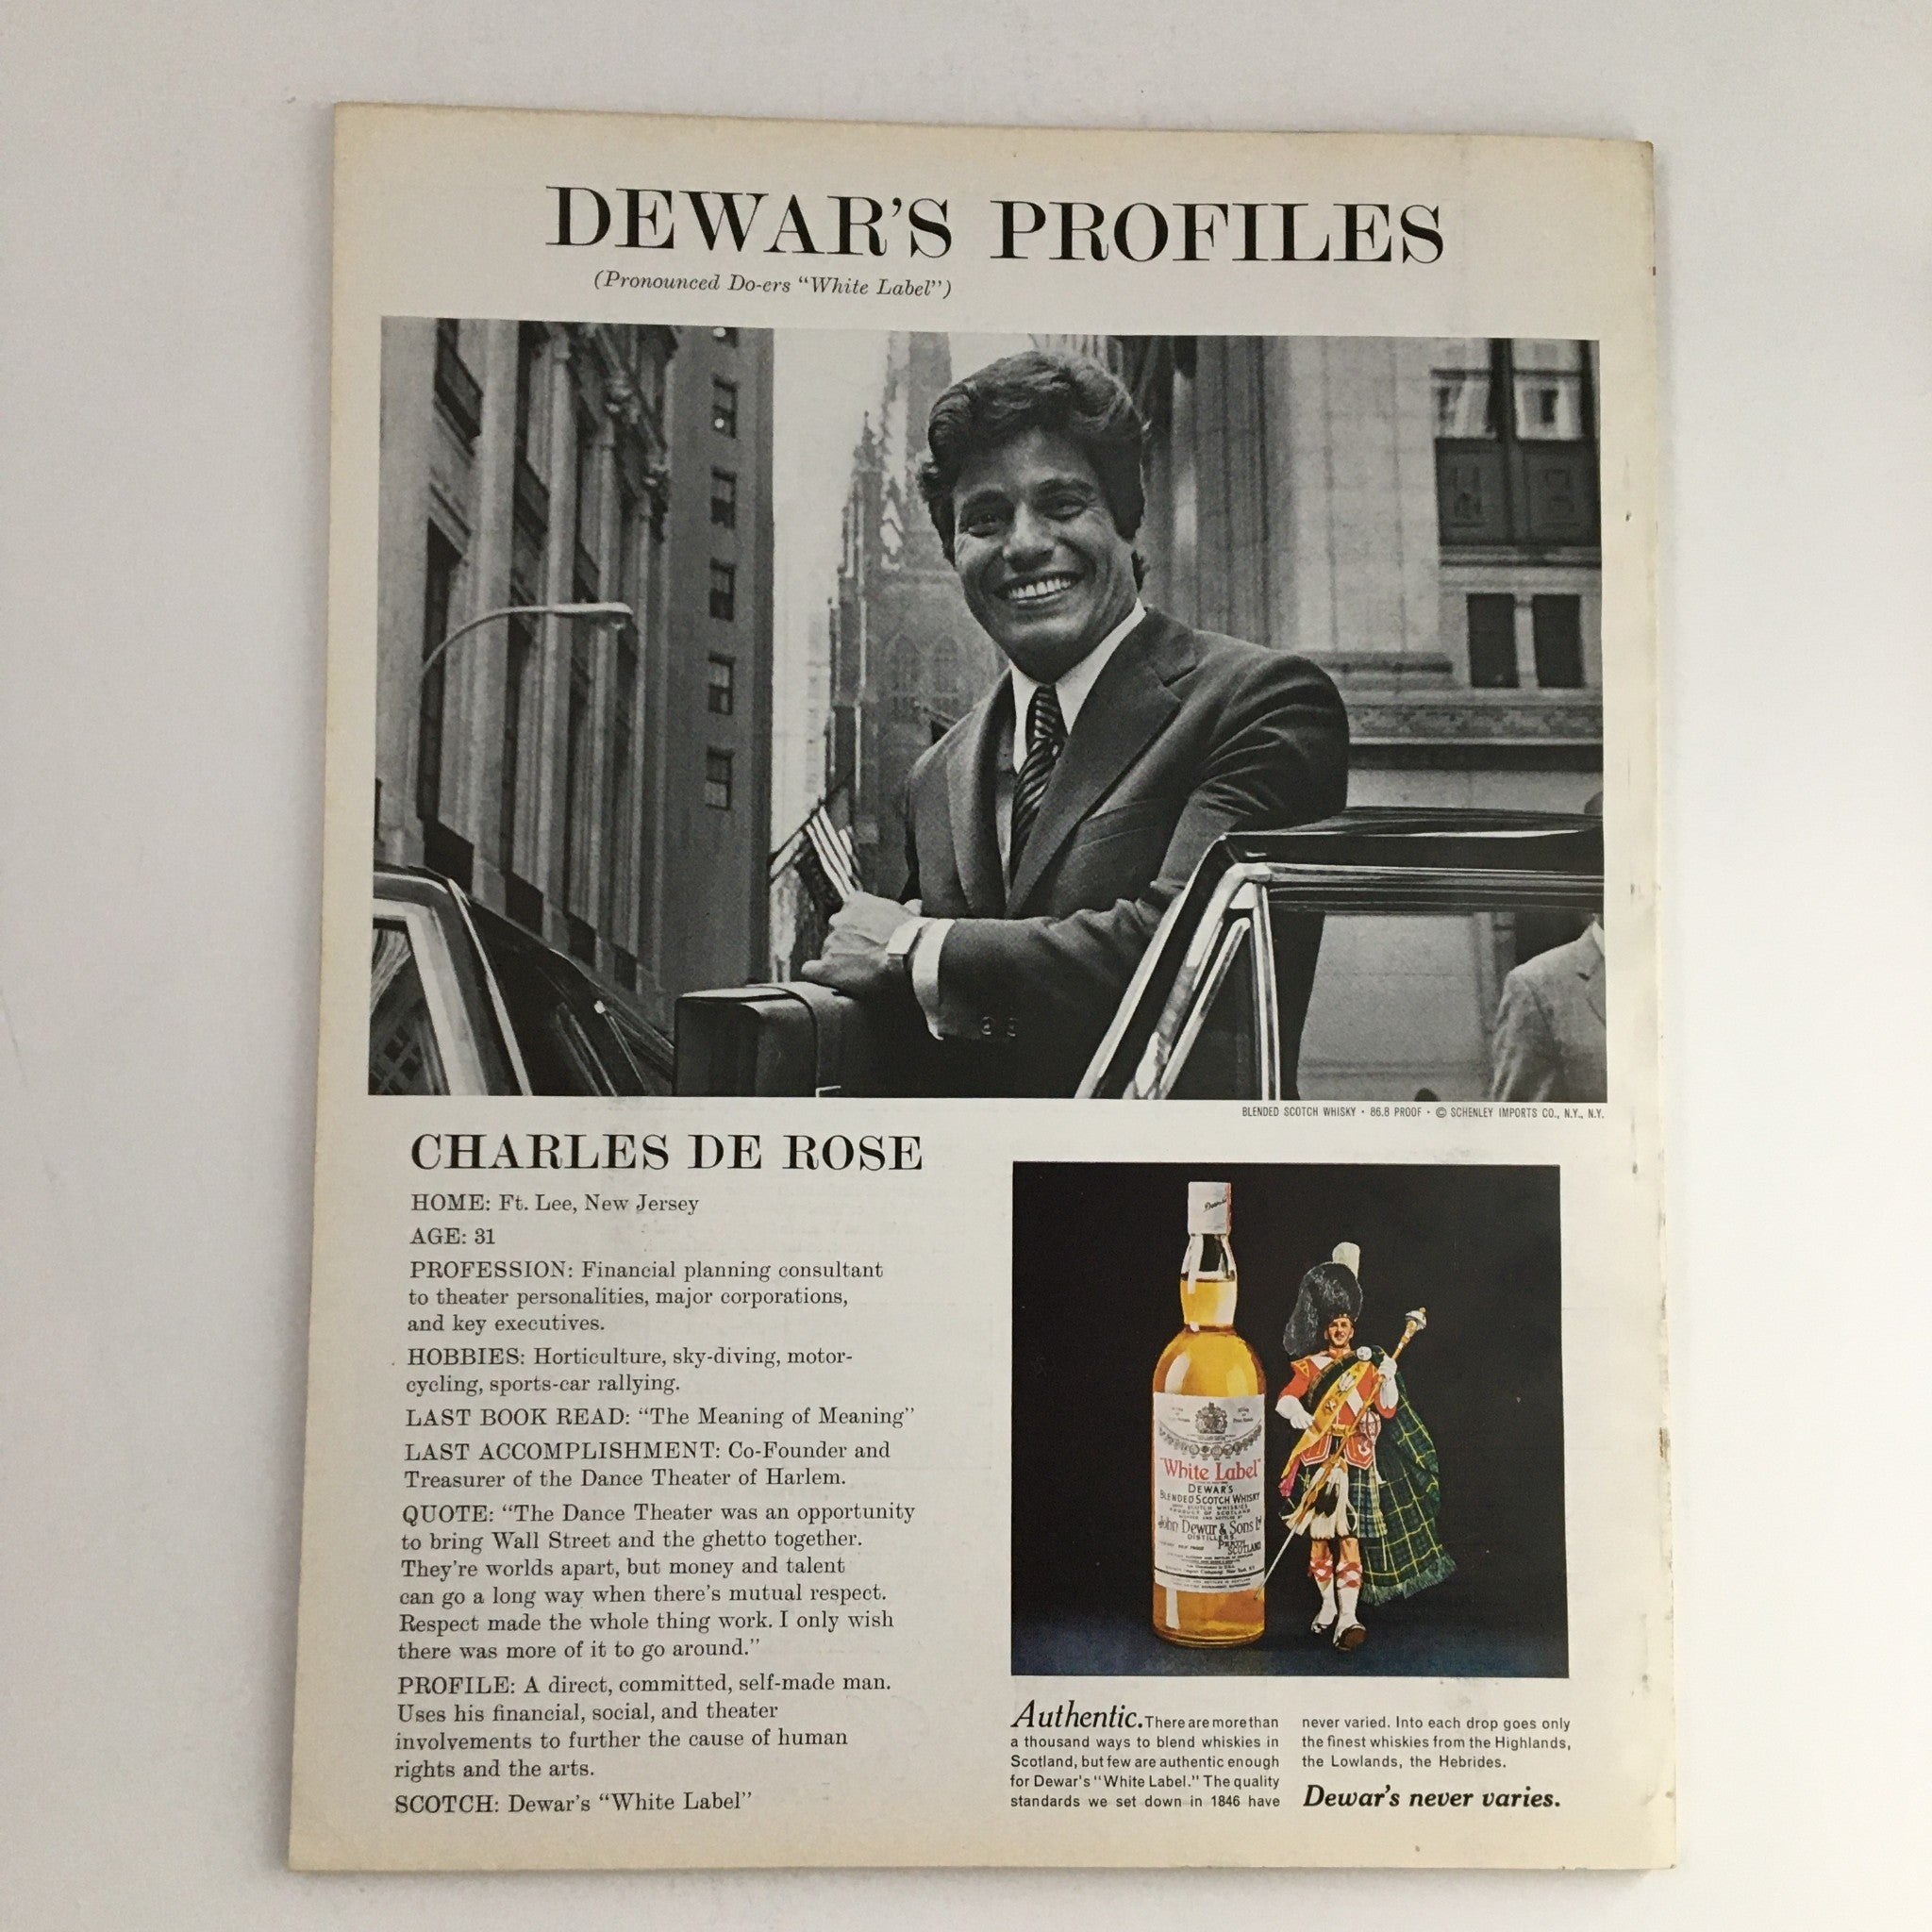 DEWAR'S PROFILES
(Pronounced Do-ers “White Label”)
BLENDED SCOTCH WHISKY • 86.8 PROOF • © SCHENLEY IMPORTS CO., N.Y., N.Y.
CHARLES DE ROSE
HOME: Ft. Lee, New Jersey
AGE: 31
PROFESSION: Financial planning consultant
to theater personalities, major corporations,
and key executives.
HOBBIES: Horticulture, sky-diving, motor-
cycling, sports-car rallying.
LAST BOOK READ: “The Meaning of Meaning”
LAST ACCOMPLISHMENT: Co-Founder and
Treasurer of the Dance Theater of Harlem.
QUOTE: “The Dance Theater was an opportunity
to bring Wall Street and the ghetto together.
They're worlds apart, but money and talent
can go a long way when there's mutual respect.
Respect made the whole thing work. I only wish
there was more of it to go around.”
PROFILE: A direct, committed, self-made man.
Uses his financial, social, and theater
involvements to further the cause of human
rights and the arts.
SCOTCH: Dewar's “White Label”
"White Label"
DEWAR'S
BLENDED SCOTCH WHISKY
John Dewar & Sons Ltd
DISTILLERS
PERTH
SCOTLAND
Authentic. There are more than
a thousand ways to blend whiskies in
Scotland, but few are authentic enough
for Dewar's "White Label." The quality
standards we set down in 1846 have
never varied. Into each drop goes only
the finest whiskies from the Highlands,
the Lowlands, the Hebrides.
Dewar's never varies.